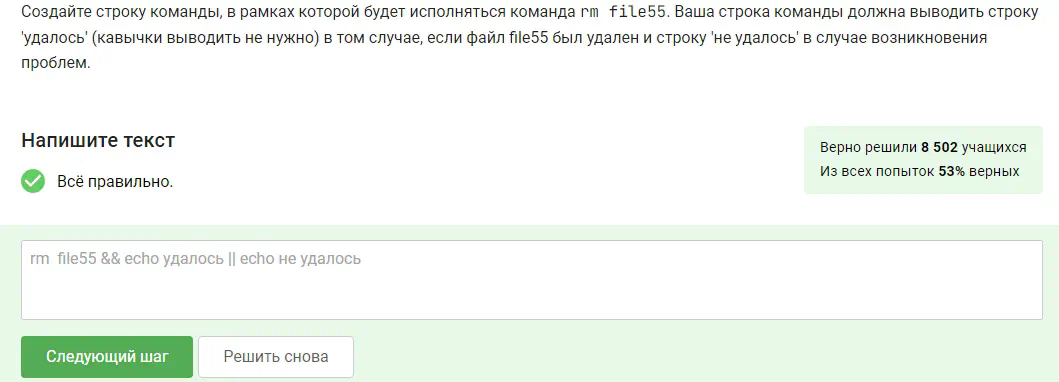 Создайте строку команды, в рамках которой будет исполняться команда rm file55. Ваша строка команды должна выводить строку
'удалось' (кавычки выводить не нужно) в том случае, если файл file55 был удален и строку 'не удалось' в случае возникновения
проблем.
Напишите текст
Верно решили 8 502 учащихся
Из всех попыток 53% верных
Всё правильно.
rm  file55 && echo удалось || echo не удалось
Следующий шаг
Решить снова